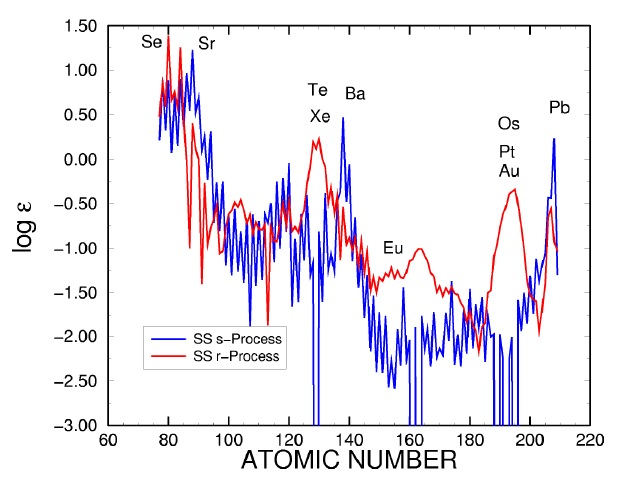 1.50
1.00
0.50
0.00
−0.50
−1.00
−1.50
−2.00
−2.50
−3.00
log ε
Se
Sr
Te
Xe
Ba
Eu
Os
Pt
Au
Pb
SS s−Process
SS r−Process
60 80 100 120 140 160 180 200 220
ATOMIC NUMBER